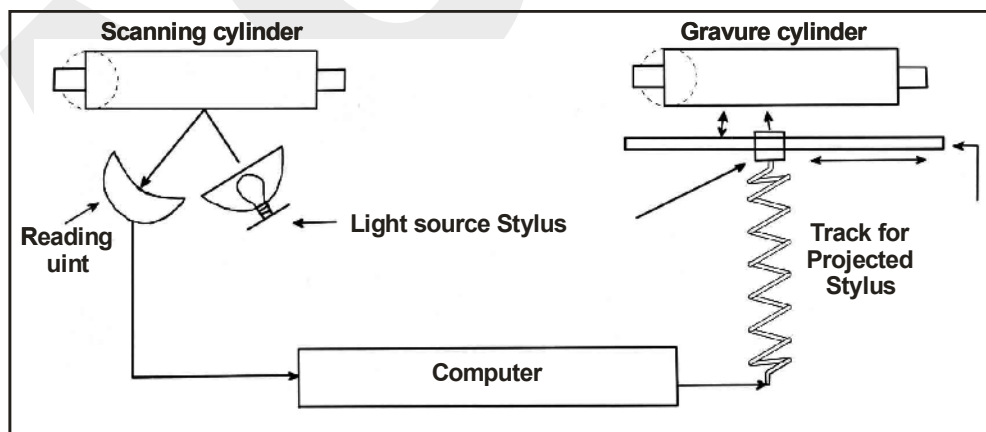 Scanning cylinder
Gravure cylinder
Reading
uint
Light source Stylus
Track for
Projected
Stylus
Computer